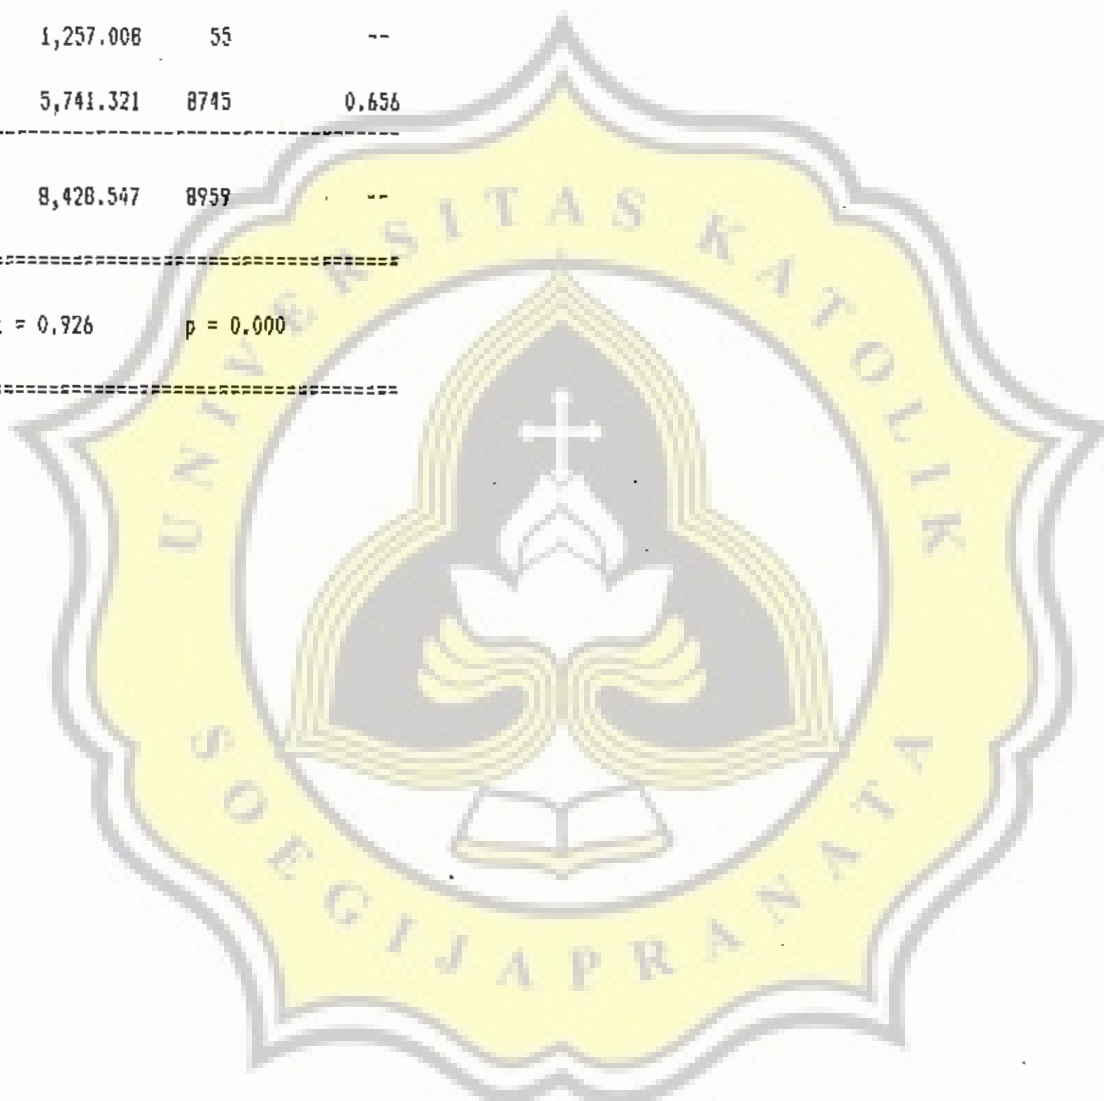 1,257.008 55 --
5,741.321 8745 0.656
8,428.547 8959 --
= 0.926 p = 0.000
UNIVERSITAS KATOLIK
SOEGIJAPRANATA